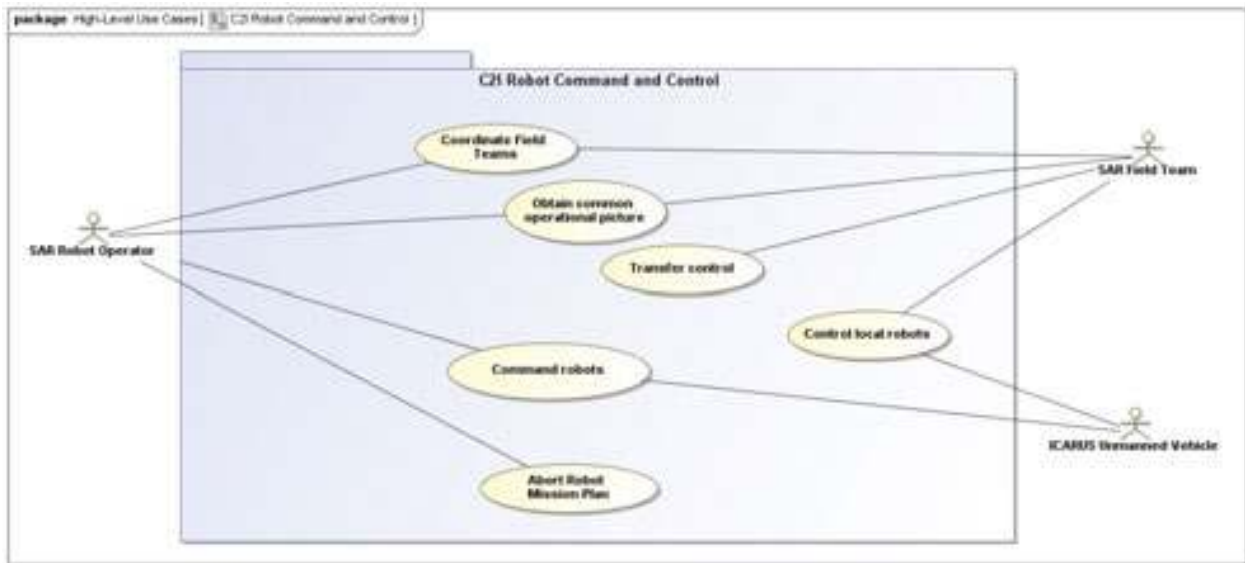 package High-Level Use Cases [ C2I Robot Command and Control ]
C2I Robot Command and Control
Coordinate Field
Teams
SAR Field Team
Obtain common
operational picture
SAR Robot Operator
Transfer control
Control local robots
Command robots
ICARUS Unmanned Vehicle
Abort Robot
Mission Plan